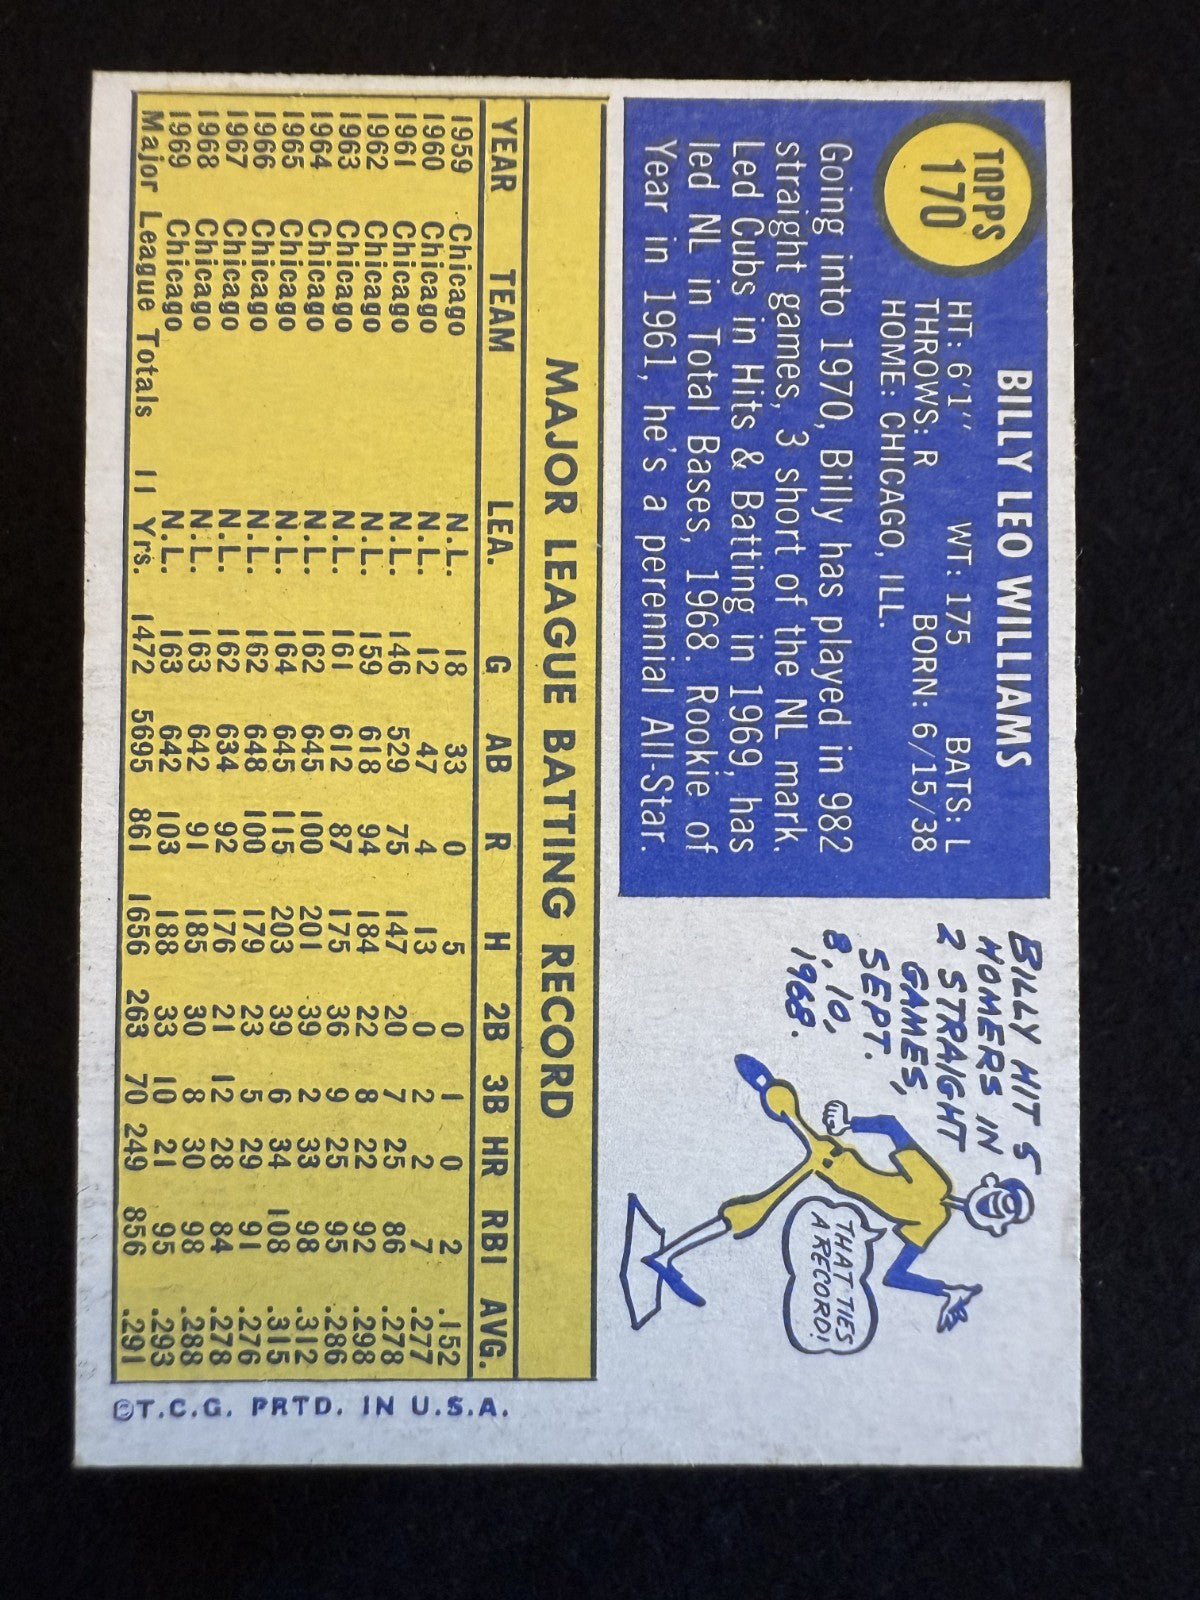 TOPPS
170
BILLY LEO WILLIAMS
HT: 6'1'' WT: 175 BATS: L
THROWS: R BORN: 6/15/38
HOME: CHICAGO, ILL.
Going into 1970, Billy has played in 982
straight games, 3 short of the NL mark.
Led Cubs in Hits & Batting in 1969, has
led NL in Total Bases, 1968. Rookie of
Year in 1961, he's a perennial All-Star.
BILLY HIT 5
HOMERS IN
2 STRAIGHT
GAMES,
SEPT.
8, 10,
1968.
THAT TIES
A RECORD!
MAJOR LEAGUE BATTING RECORD
YEAR TEAM LEA. G AB R H 2B 3B HR RBI AVG.
1959 Chicago N.L. 18 33 0 5 0 1 0 2 .152
1960 Chicago N.L. 12 47 4 13 0 2 2 7 .277
1961 Chicago N.L. 146 529 75 147 20 7 25 86 .278
1962 Chicago N.L. 159 618 94 184 22 8 22 92 .298
1963 Chicago N.L. 161 612 87 175 36 9 25 95 .286
1964 Chicago N.L. 162 645 100 201 39 2 33 98 .312
1965 Chicago N.L. 164 645 115 203 39 6 34 108 .315
1966 Chicago N.L. 162 648 100 179 23 5 29 91 .276
1967 Chicago N.L. 162 634 92 176 21 12 28 84 .278
1968 Chicago N.L. 163 642 91 185 30 8 30 98 .288
1969 Chicago N.L. 163 642 103 188 33 10 21 95 .293
Major League Totals 11 Yrs. 1472 5695 861 1656 263 70 249 856 .291
©T.C.G. PRTD. IN U.S.A.